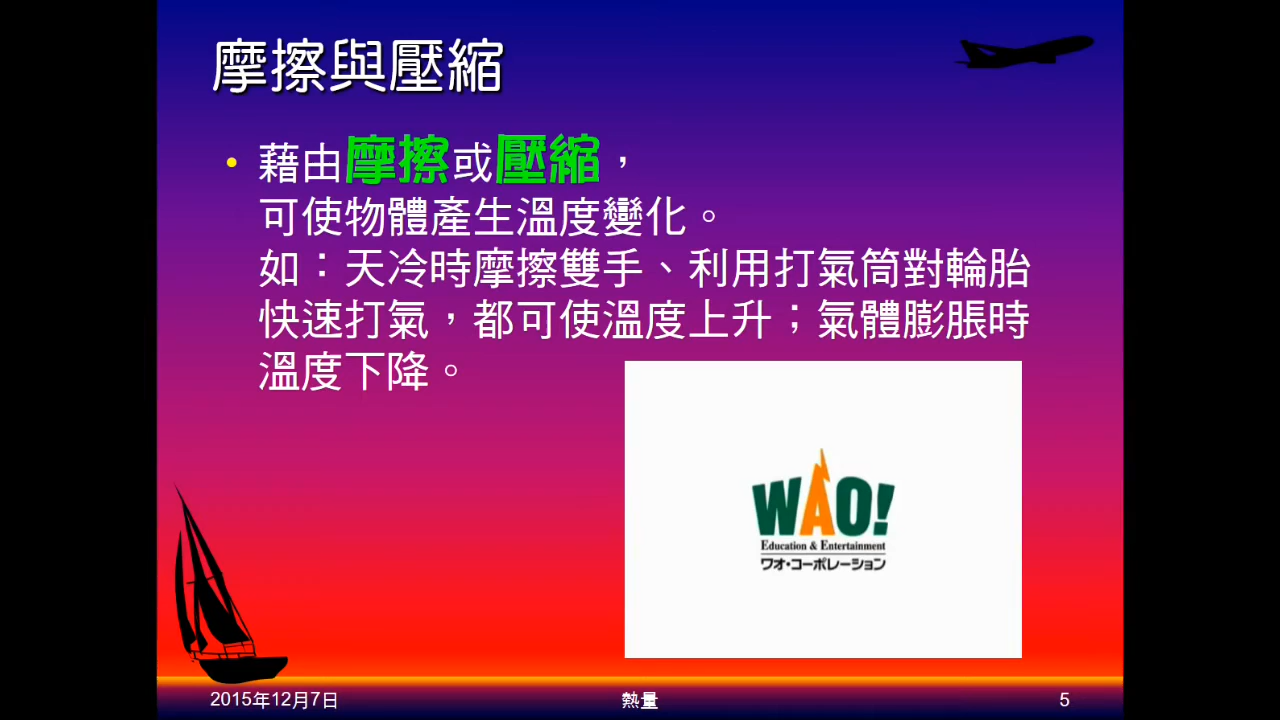 摩擦與壓縮
• 藉由摩擦或壓縮，
可使物體產生溫度變化。
如：天冷時摩擦雙手、利用打氣筒對輪胎
快速打氣，都可使溫度上升；氣體膨脹時
溫度下降。
WAO!
Education & Entertainment
ワオ・コーポレーション
2015年12月7日
熱量
5